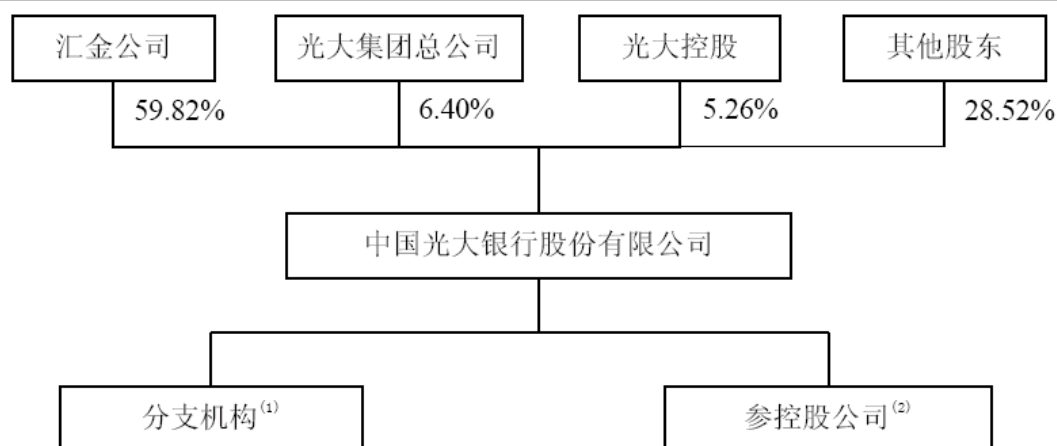 汇金公司 光大集团总公司 光大控股 其他股东
59.82% 6.40% 5.26% 28.52%
中国光大银行股份有限公司
分支机构(1) 参控股公司(2)